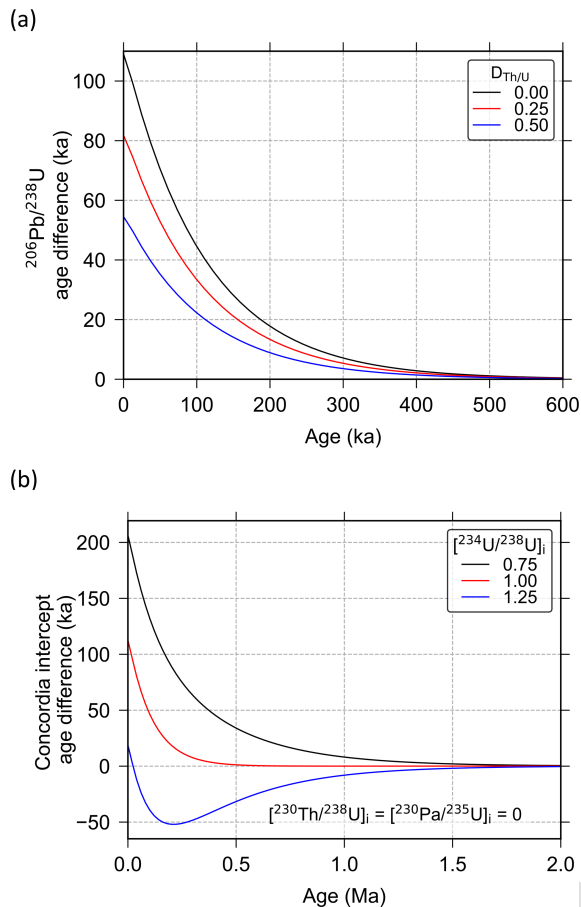 (a)
²⁰⁶Pb/²³⁸U
age difference (ka)
100
80
60
40
20
0
D_Th/U
0.00
0.25
0.50
0 100 200 300 400 500 600
Age (ka)
(b)
Concordia intercept
age difference (ka)
200
150
100
50
0
−50
[²³⁴U/²³⁸U]ᵢ
0.75
1.00
1.25
[²³⁰Th/²³⁸U]ᵢ = [²³⁰Pa/²³⁵U]ᵢ = 0
0.0 0.5 1.0 1.5 2.0
Age (Ma)